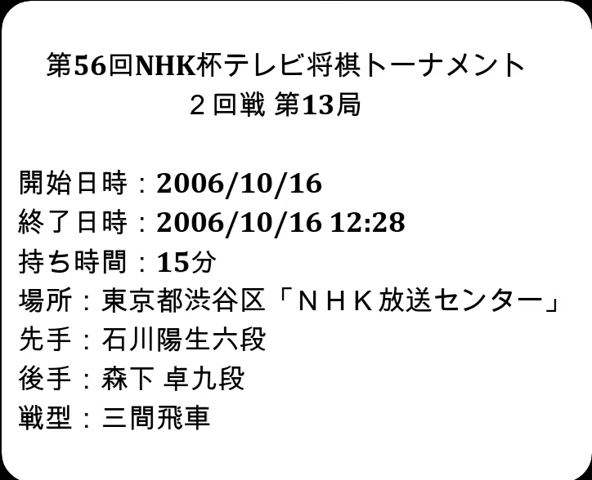 第56回NHK杯テレビ将棋トーナメント
２回戦 第13局
開始日時：2006/10/16
終了日時：2006/10/16 12:28
持ち時間：15分
場所：東京都渋谷区「ＮＨＫ放送センター」
先手：石川陽生六段
後手：森下 卓九段
戦型：三間飛車